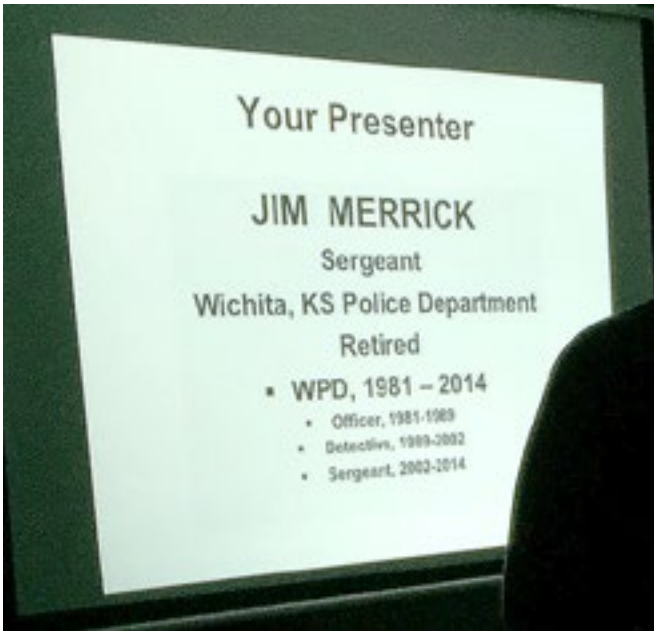 Your Presenter
JIM MERRICK
Sergeant
Wichita, KS Police Department
Retired
▪ WPD, 1981 – 2014
• Officer, 1981-1989
• Detective, 1989-2002
• Sergeant, 2002-2014